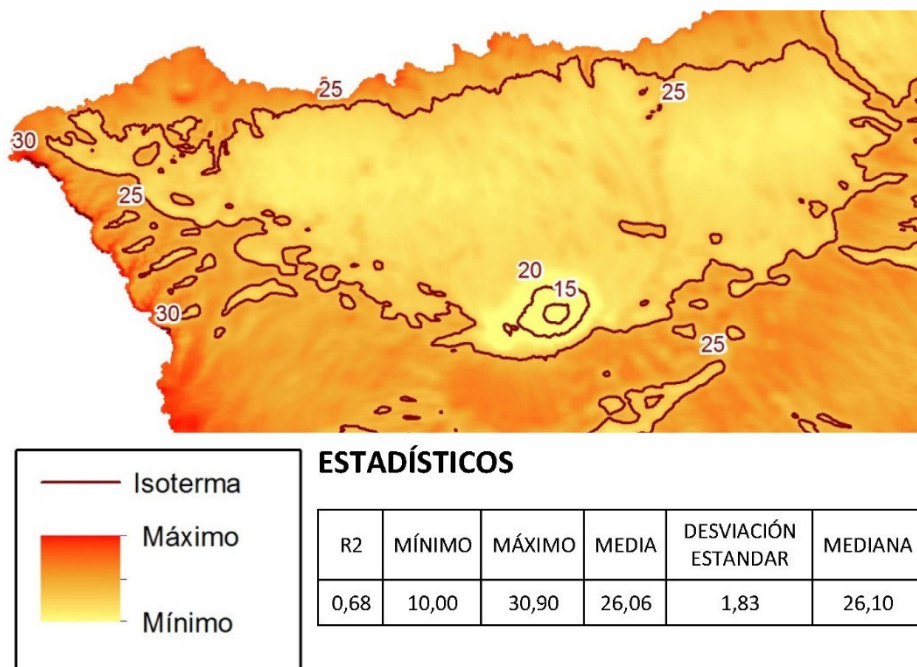 25
25
30
25
20
15
30
25
Isoterma
Máximo
Mínimo
ESTADÍSTICOS
R2 MÍNIMO MÁXIMO MEDIA DESVIACIÓN ESTANDAR MEDIANA
0,68 10,00 30,90 26,06 1,83 26,10